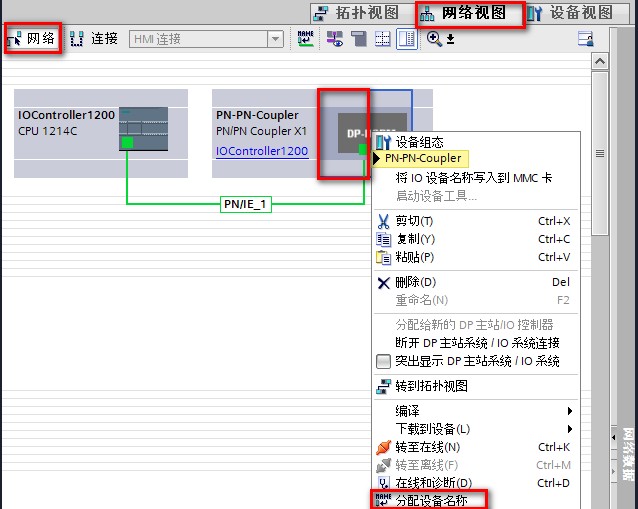 拓扑视图 网络视图 设备视图
网络 连接 HMI 连接
IOController1200
CPU 1214C
PN-PN-Coupler
PN/PN Coupler X1
IOController1200
PN/IE_1
设备组态
PN-PN-Coupler
将 IO 设备名称写入到 MMC 卡
启动设备工具...
剪切(T) Ctrl+X
复制(Y) Ctrl+C
粘贴(P) Ctrl+V
删除(D) Del
重命名(N) F2
分配给新的 DP 主站/IO 控制器
断开 DP 主站系统 / IO 系统连接
突出显示 DP 主站系统 / IO 系统
转到拓扑视图
编译
下载到设备(L)
转至在线(N) Ctrl+K
转至离线(F) Ctrl+M
在线和诊断(D) Ctrl+D
分配设备名称
网络数据